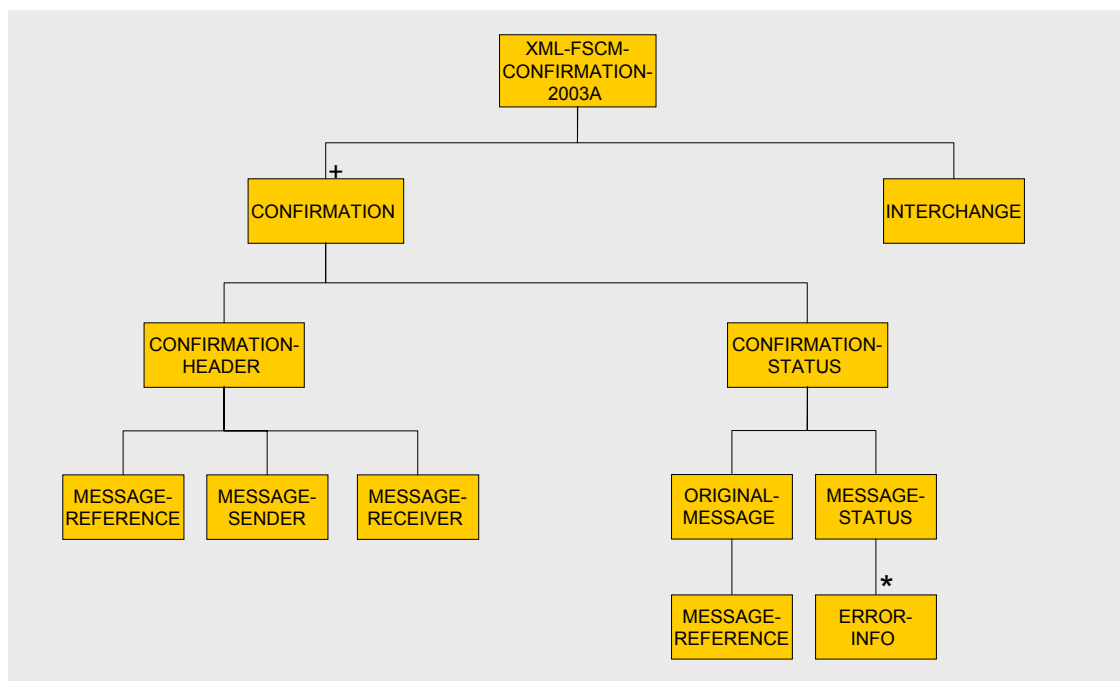 XML-FSCM-
CONFIRMATION-
2003A
+
CONFIRMATION
INTERCHANGE
CONFIRMATION-
HEADER
CONFIRMATION-
STATUS
MESSAGE-
REFERENCE
MESSAGE-
SENDER
MESSAGE-
RECEIVER
ORIGINAL-
MESSAGE
MESSAGE-
STATUS
*
MESSAGE-
REFERENCE
ERROR-
INFO